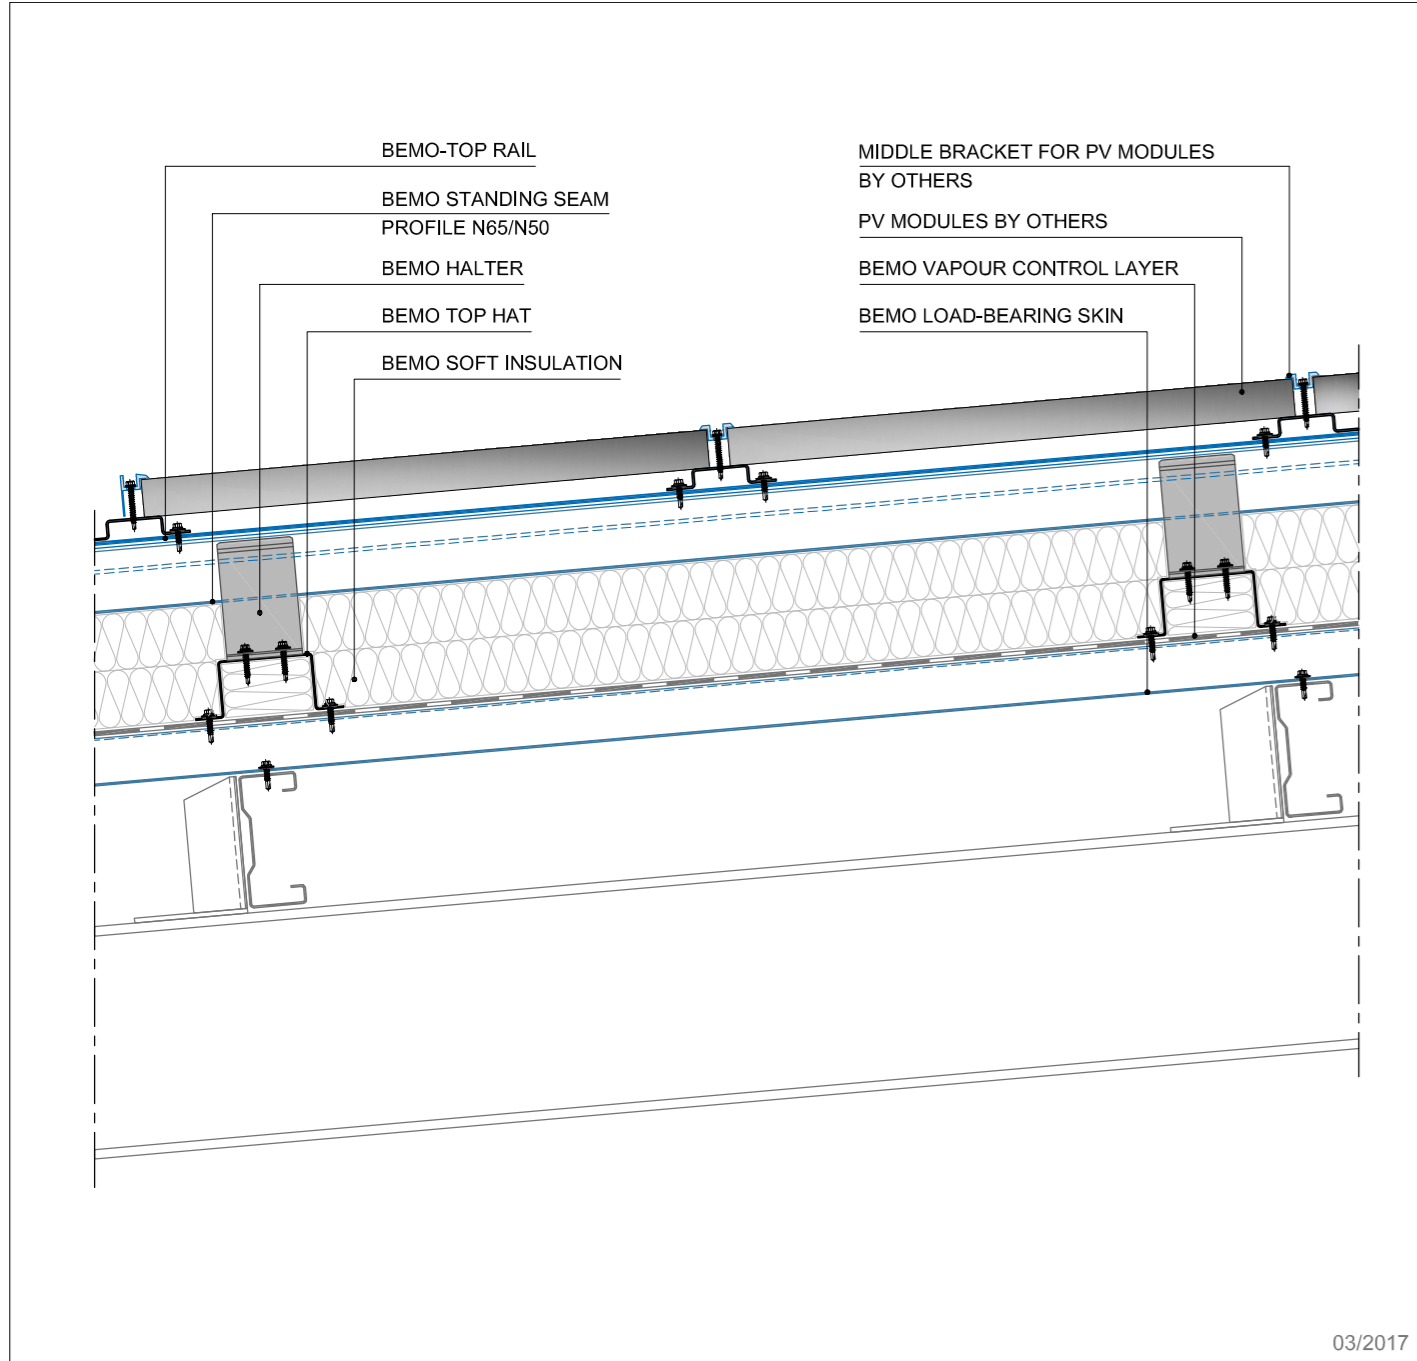 BEMO-TOP RAIL
BEMO STANDING SEAM
PROFILE N65/N50
BEMO HALTER
BEMO TOP HAT
BEMO SOFT INSULATION
MIDDLE BRACKET FOR PV MODULES
BY OTHERS
PV MODULES BY OTHERS
BEMO VAPOUR CONTROL LAYER
BEMO LOAD-BEARING SKIN
03/2017